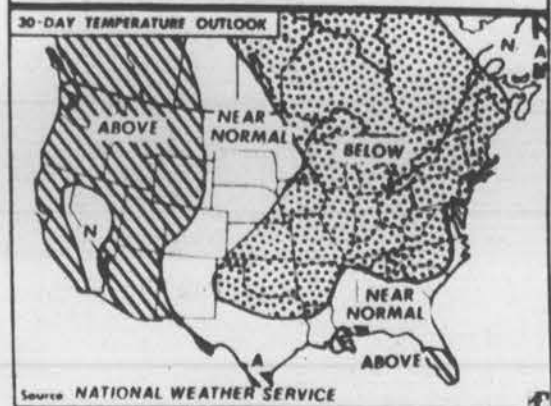 30-DAY TEMPERATURE OUTLOOK
N
A
ABOVE
NEAR
NORMAL
BELOW
N
NEAR
NORMAL
A
ABOVE
Source NATIONAL WEATHER SERVICE